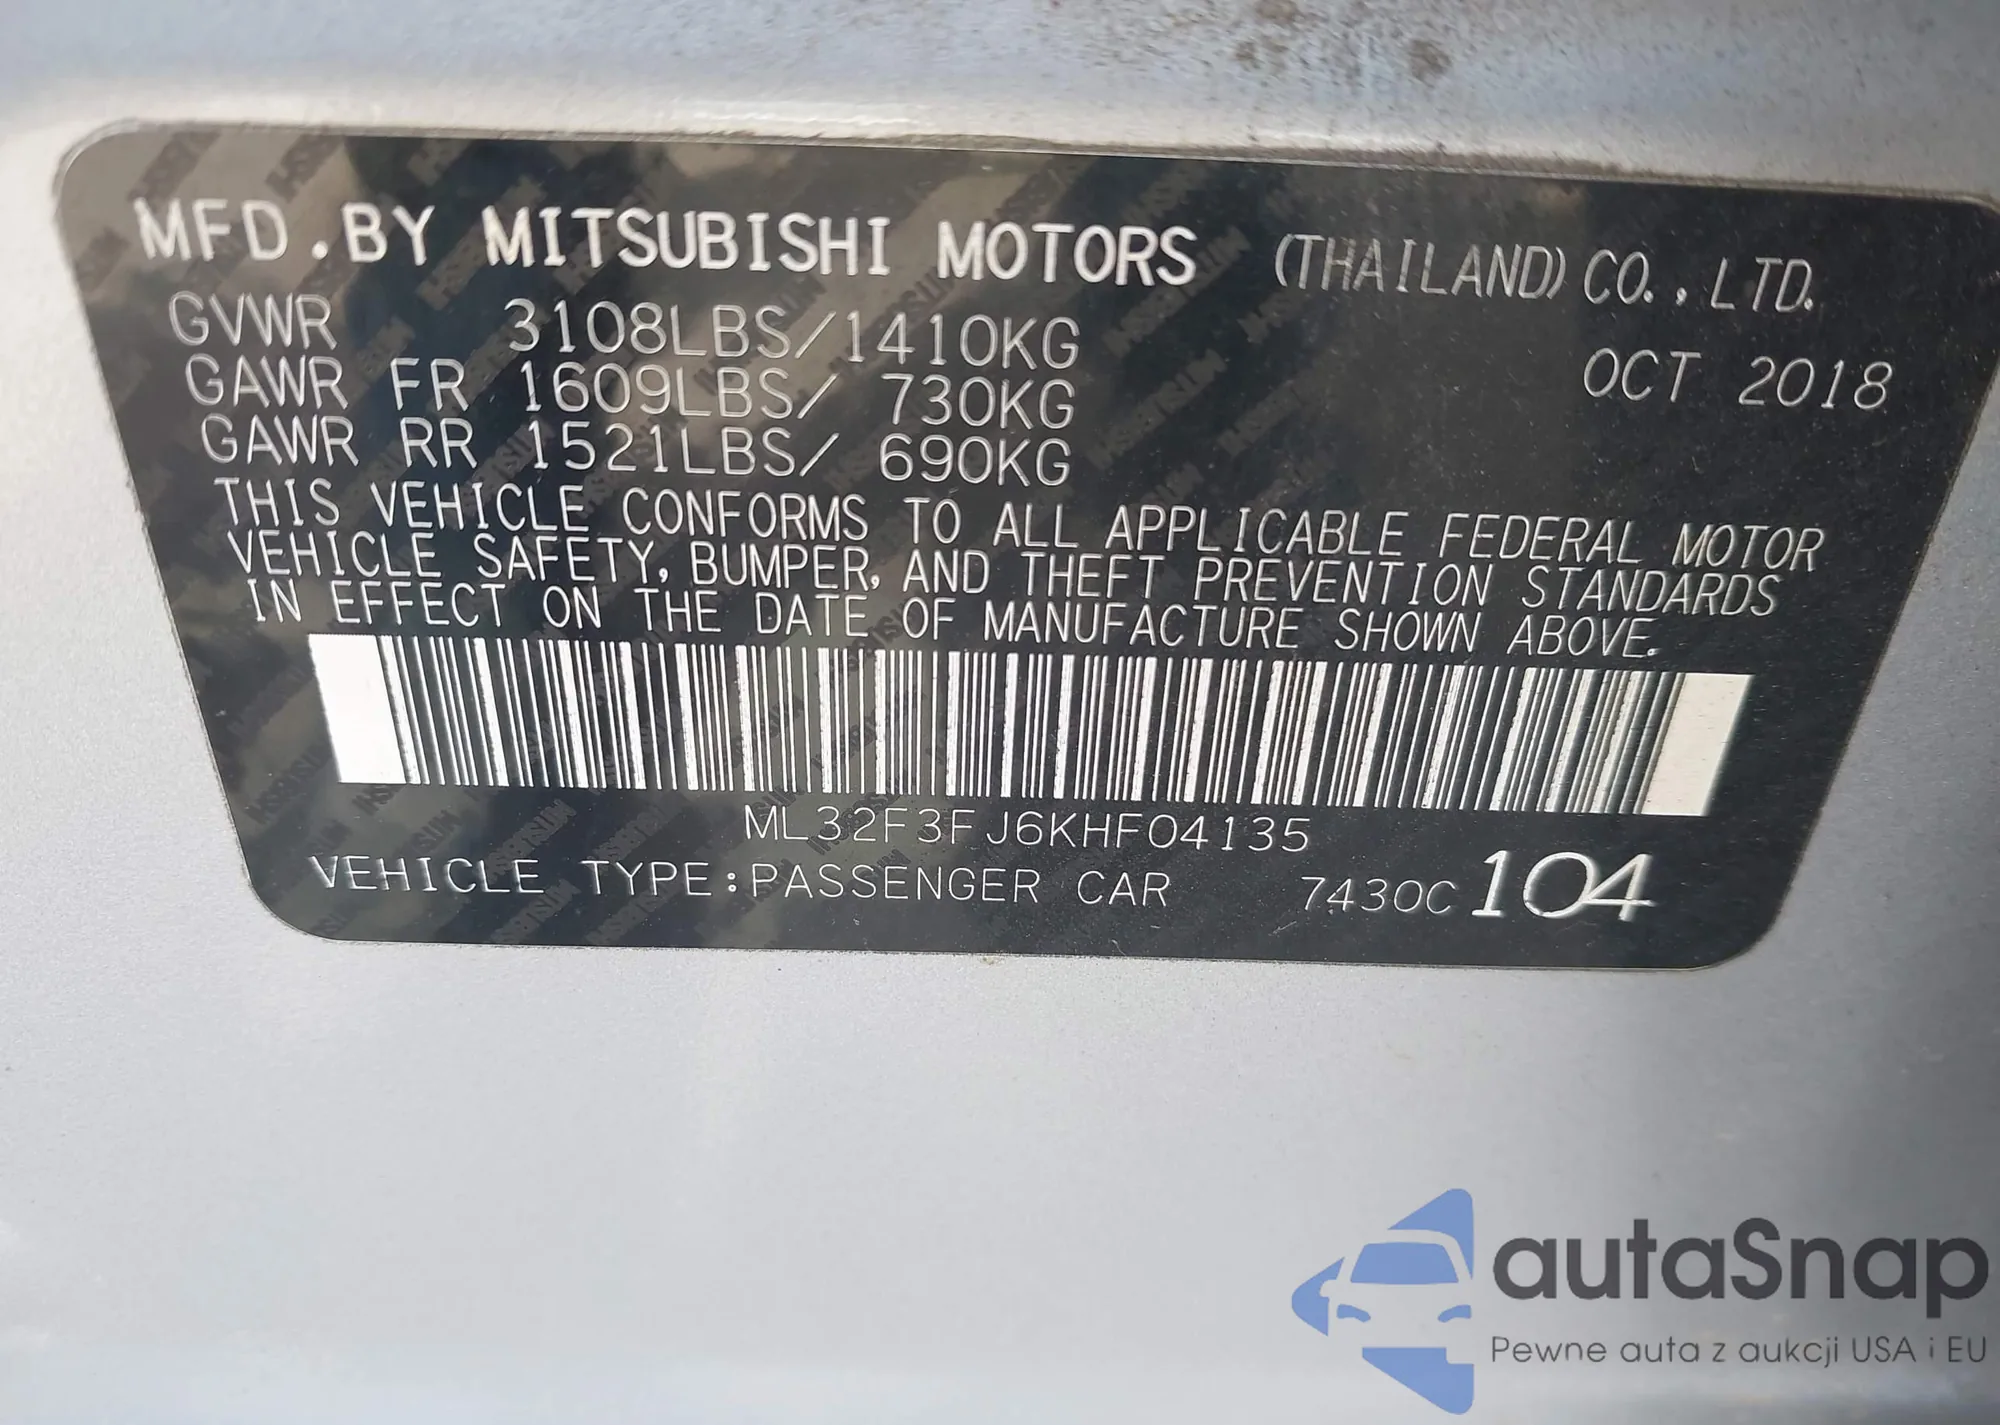 MFD.BY MITSUBISHI MOTORS (THAILAND) CO.,LTD.
GVWR 3108LBS/1410KG OCT 2018
GAWR FR 1609LBS/ 730KG
GAWR RR 1521LBS/ 690KG
THIS VEHICLE CONFORMS TO ALL APPLICABLE FEDERAL MOTOR
VEHICLE SAFETY, BUMPER, AND THEFT PREVENTION STANDARDS
IN EFFECT ON THE DATE OF MANUFACTURE SHOWN ABOVE.
ML32F3FJ6KHF04135
VEHICLE TYPE:PASSENGER CAR 7430C 104
autaSnap
Pewne auta z aukcji USA i EU